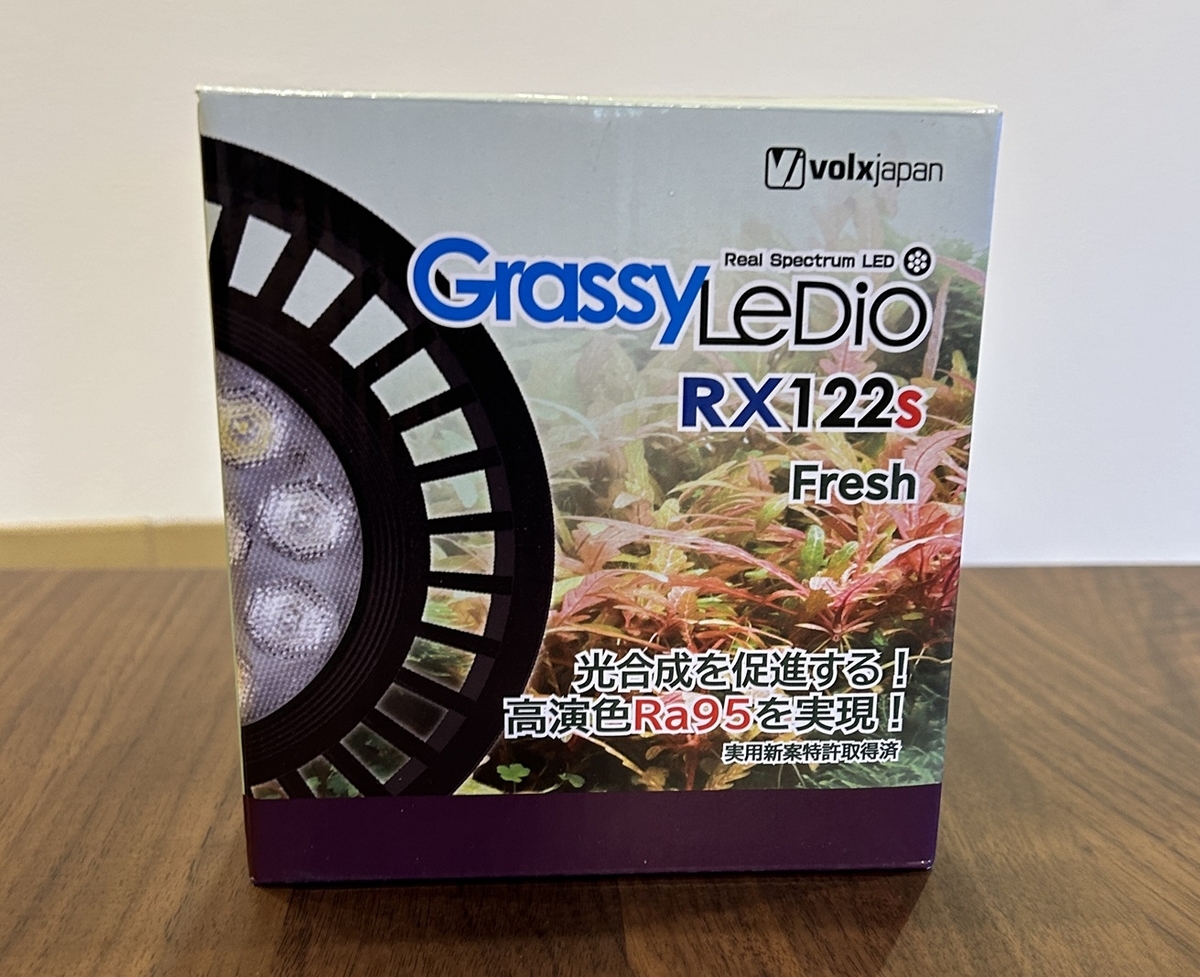 volxjapan
Real Spectrum LED
GrassyLeDio
RX122s
Fresh
光合成を促進する！
高演色Ra95を実現！
実用新案特許取得済